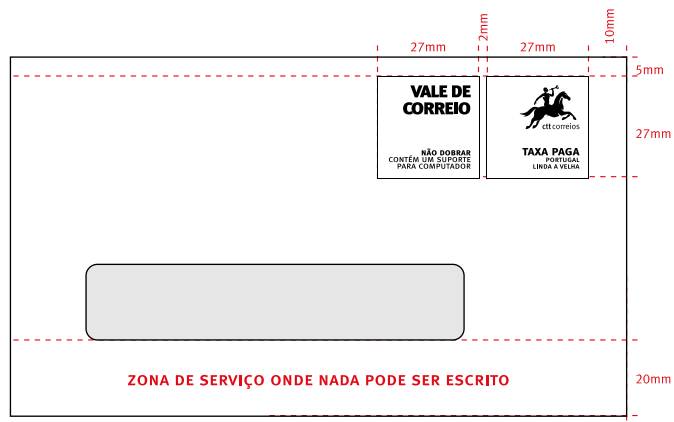 27mm
2mm
27mm
10mm
5mm
27mm
VALE DE
CORREIO
NÃO DOBRAR
CONTÉM UM SUPORTE
PARA COMPUTADOR
ctt correios
TAXA PAGA
PORTUGAL
LINDA A VELHA
ZONA DE SERVIÇO ONDE NADA PODE SER ESCRITO
20mm